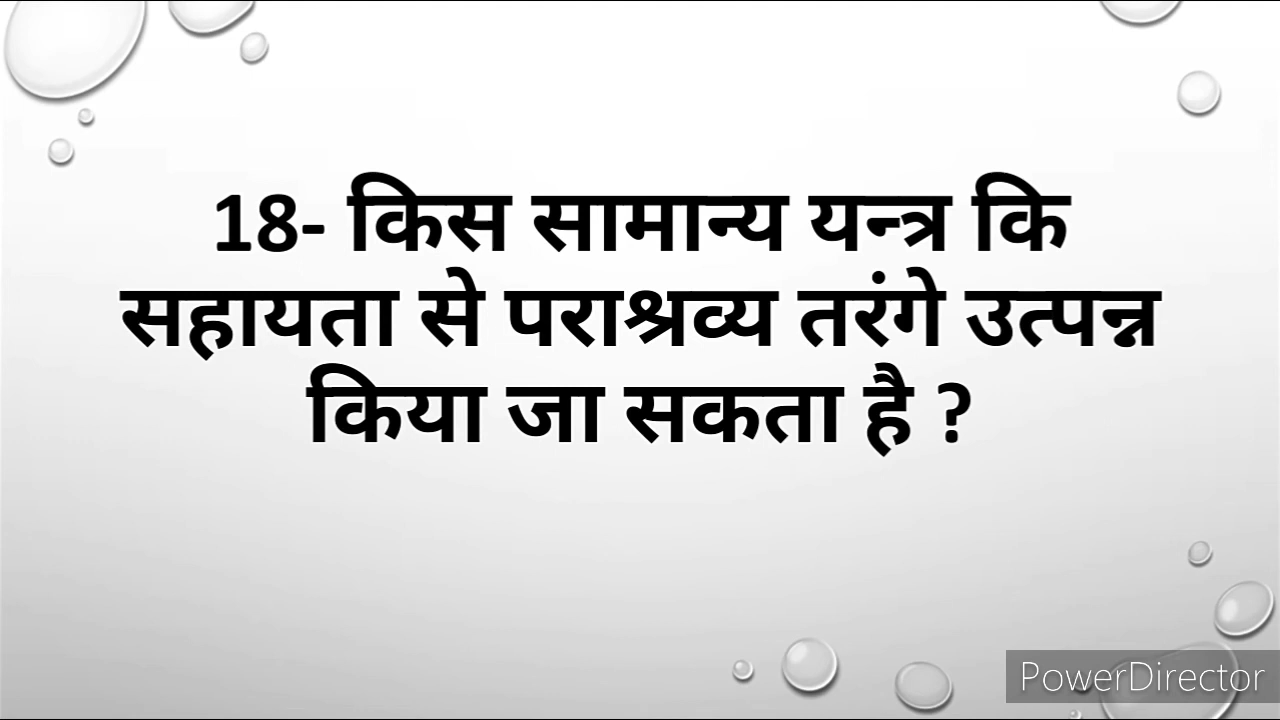 18- किस सामान्य यन्त्र कि
सहायता से पराश्रव्य तरंगे उत्पन्न
किया जा सकता है ?
PowerDirector